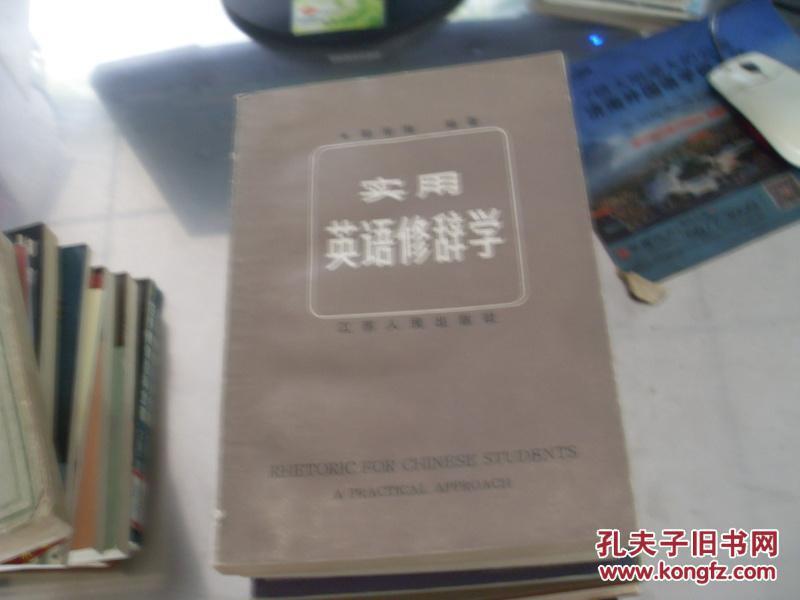 实用
英语修辞学
江苏人民出版社
RHETORIC FOR CHINESE STUDENTS
A PRACTICAL APPROACH
孔夫子旧书网
www.kongfz.com